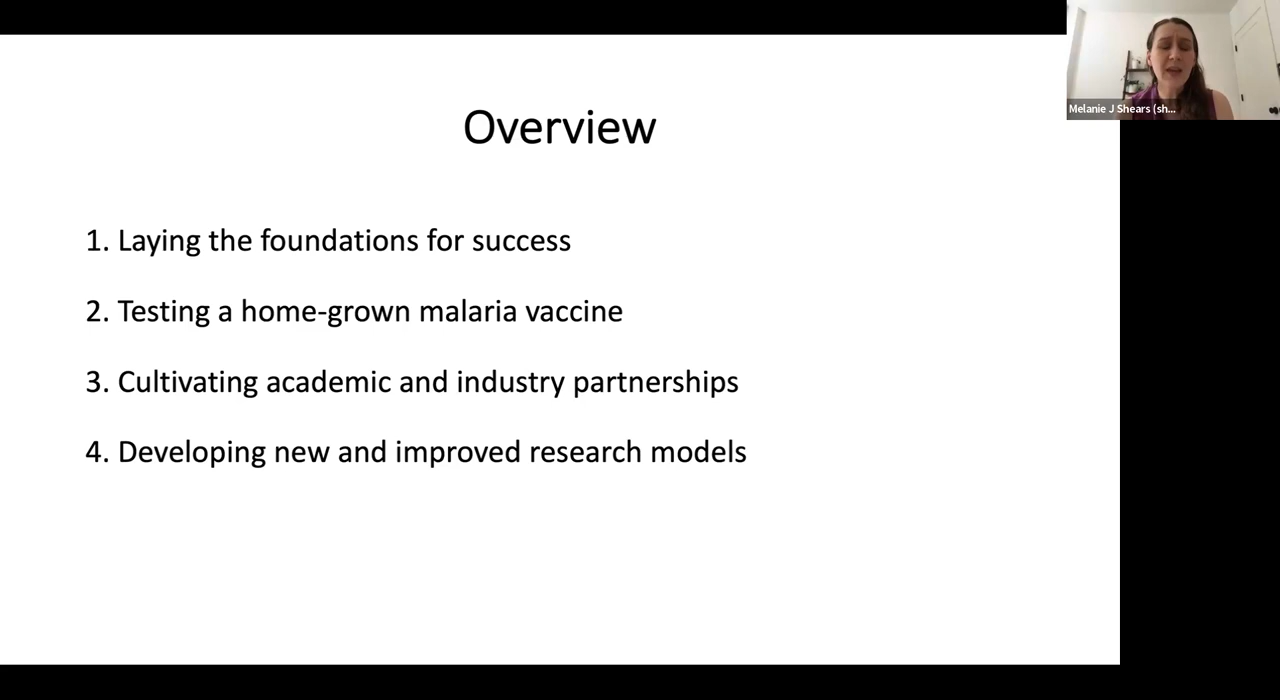 Melanie J Shears (sh...
Overview
1. Laying the foundations for success
2. Testing a home-grown malaria vaccine
3. Cultivating academic and industry partnerships
4. Developing new and improved research models